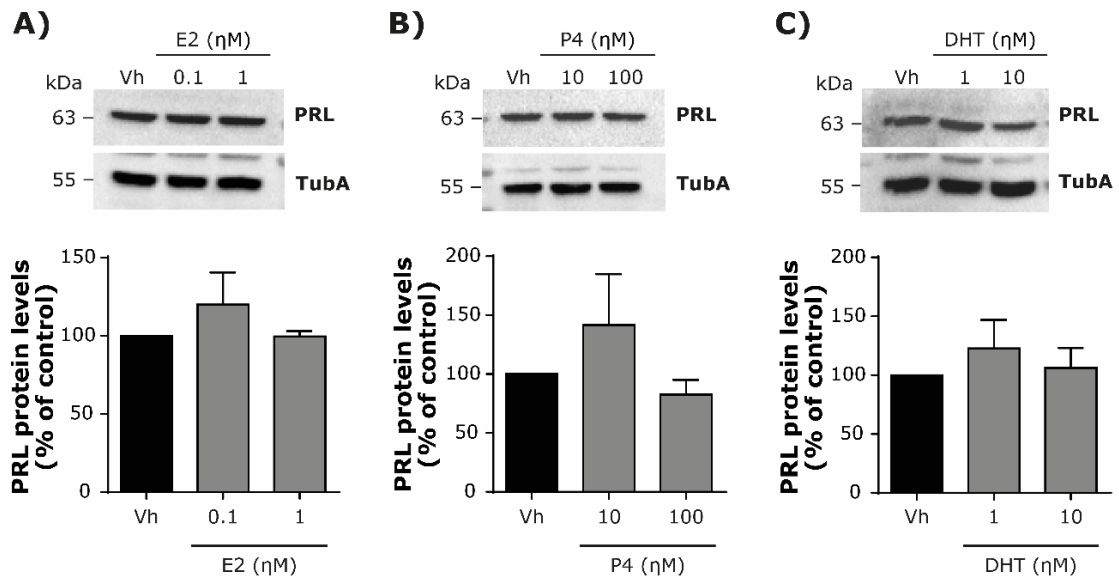 A)
E2 (ηM)
kDa Vh 0.1 1
63 PRL
55 TubA
PRL protein levels
(% of control)
150
100
50
0
Vh 0.1 1
E2 (ηM)
B)
P4 (ηM)
kDa Vh 10 100
63 PRL
55 TubA
PRL protein levels
(% of control)
200
150
100
50
0
Vh 10 100
P4 (ηM)
C)
DHT (ηM)
kDa Vh 1 10
63 PRL
55 TubA
PRL protein levels
(% of control)
200
150
100
50
0
Vh 1 10
DHT (ηM)